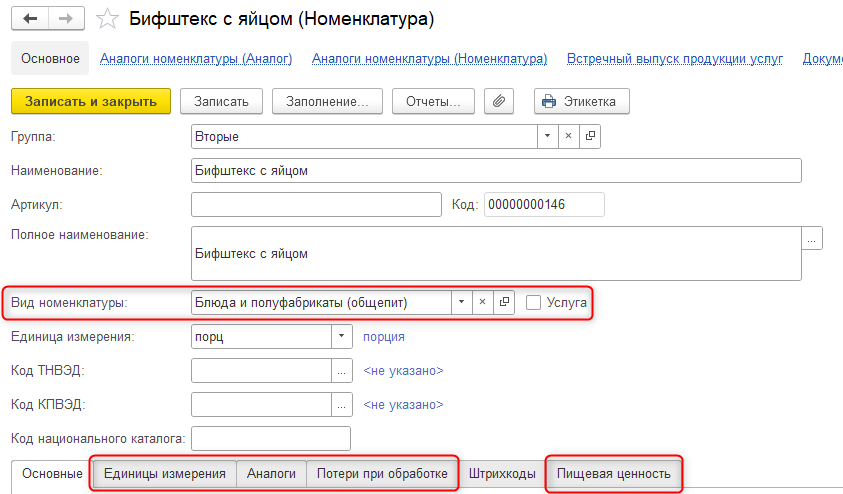 Бифштекс с яйцом (Номенклатура)
Основное Аналоги номенклатуры (Аналог) Аналоги номенклатуры (Номенклатура) Встречный выпуск продукции услуг Докуме
Записать и закрыть Записать Заполнение... Отчеты... Этикетка
Группа: Вторые
Наименование: Бифштекс с яйцом
Артикул: Код: 00000000146
Полное наименование: Бифштекс с яйцом ...
Вид номенклатуры: Блюда и полуфабрикаты (общепит) Услуга
Единица измерения: порц порция
Код ТНВЭД: ... <не указано>
Код КПВЭД: ... <не указано>
Код национального каталога:
Основные Единицы измерения Аналоги Потери при обработке Штрихкоды Пищевая ценность